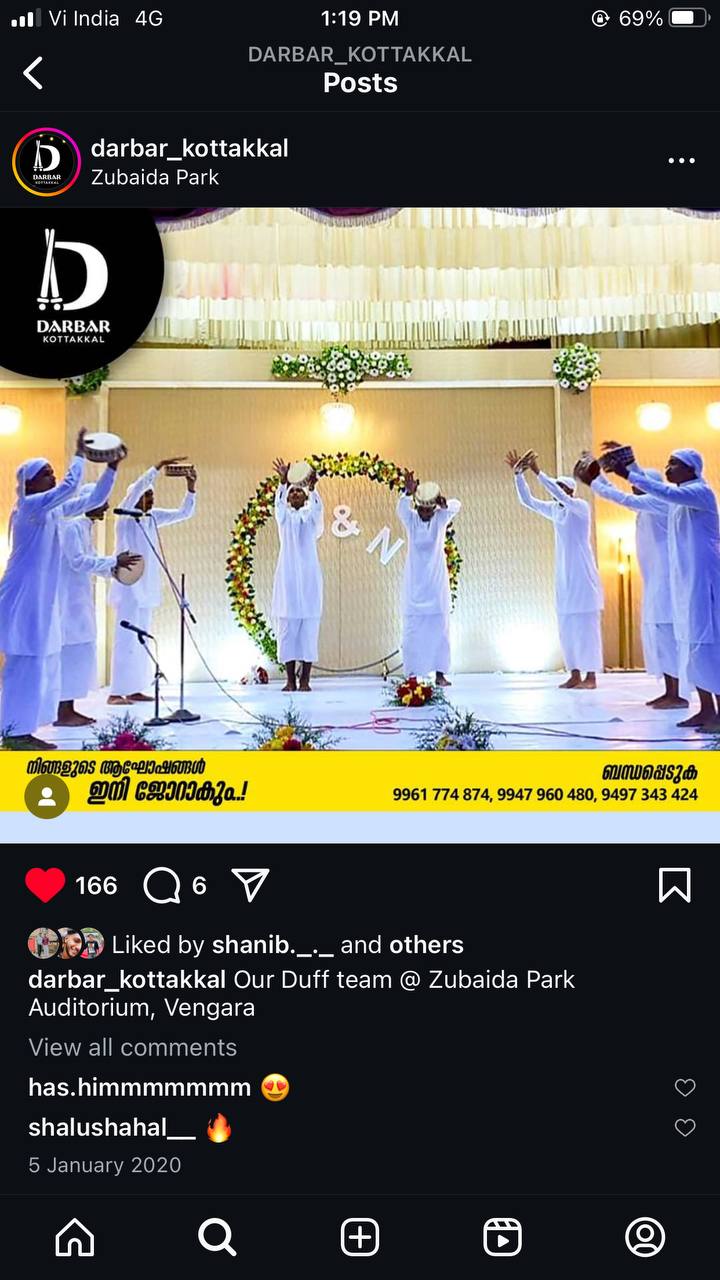 Vi India 4G 1:19 PM 69%
DARBAR_KOTTAKKAL
Posts
darbar_kottakkal
Zubaida Park
D
DARBAR
KOTTAKKAL
& N
നിങ്ങളുടെ ആഘോഷങ്ങൾ
ഇനി ജോറാകും..!
ബന്ധപ്പെടുക
9961 774 874, 9947 960 480, 9497 343 424
166 6
Liked by shanib._._ and others
darbar_kottakkal Our Duff team @ Zubaida Park
Auditorium, Vengara
View all comments
has.himmmmmmm 😍
shalushahal__ 🔥
5 January 2020